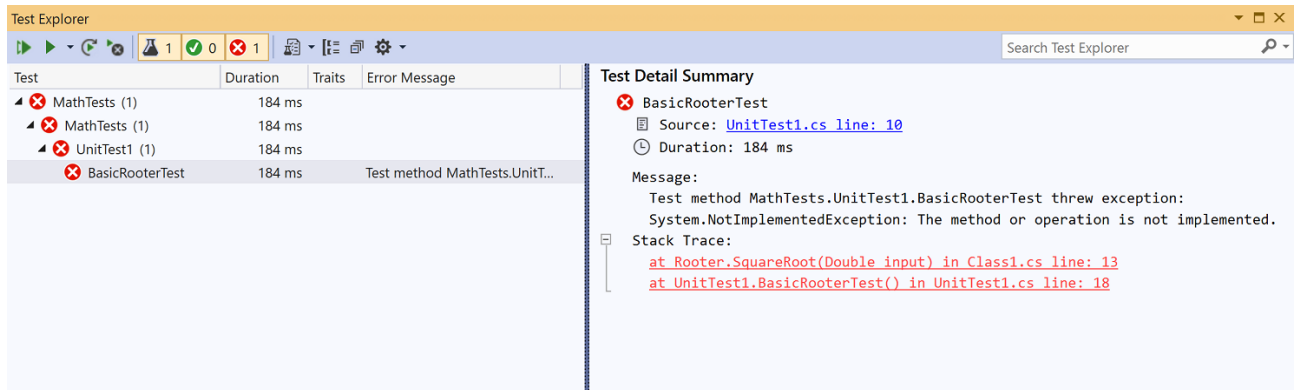 Test Explorer
1 0 1
Search Test Explorer
Test Duration Traits Error Message
MathTests (1) 184 ms
MathTests (1) 184 ms
UnitTest1 (1) 184 ms
BasicRooterTest 184 ms Test method MathTests.UnitT...
Test Detail Summary
BasicRooterTest
Source: UnitTest1.cs line: 10
Duration: 184 ms
Message:
Test method MathTests.UnitTest1.BasicRooterTest threw exception:
System.NotImplementedException: The method or operation is not implemented.
Stack Trace:
at Rooter.SquareRoot(Double input) in Class1.cs line: 13
at UnitTest1.BasicRooterTest() in UnitTest1.cs line: 18